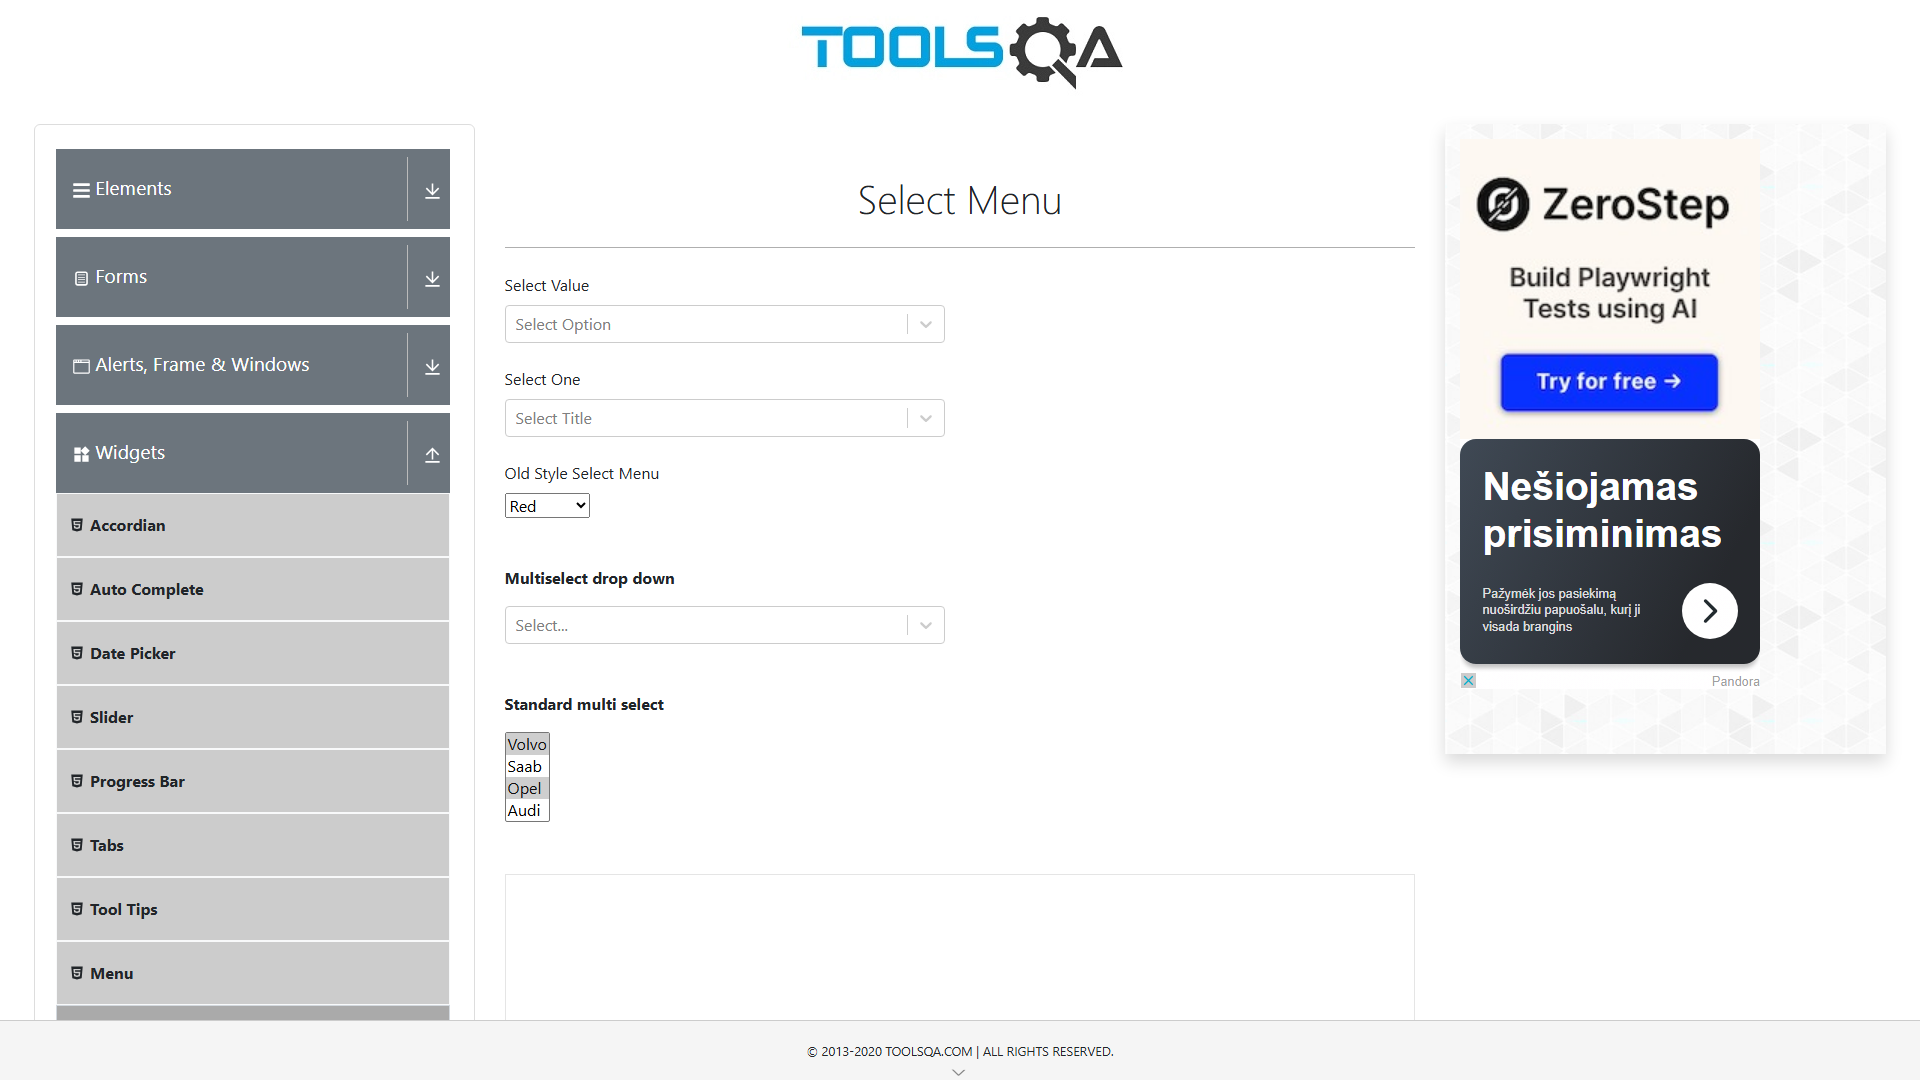 TOOLSQA
Elements
Forms
Alerts, Frame & Windows
Widgets
Accordian
Auto Complete
Date Picker
Slider
Progress Bar
Tabs
Tool Tips
Menu
Select Menu
Select Value
Select Option
Select One
Select Title
Old Style Select Menu
Red
Multiselect drop down
Select...
Standard multi select
Volvo
Saab
Opel
Audi
ZeroStep
Build Playwright
Tests using AI
Try for free →
Nešiojamas
prisiminimas
Pažymėk jos pasiekimą
nuoširdžiu papuošalu, kurį ji
visada brangins
Pandora
© 2013-2020 TOOLSQA.COM | ALL RIGHTS RESERVED.